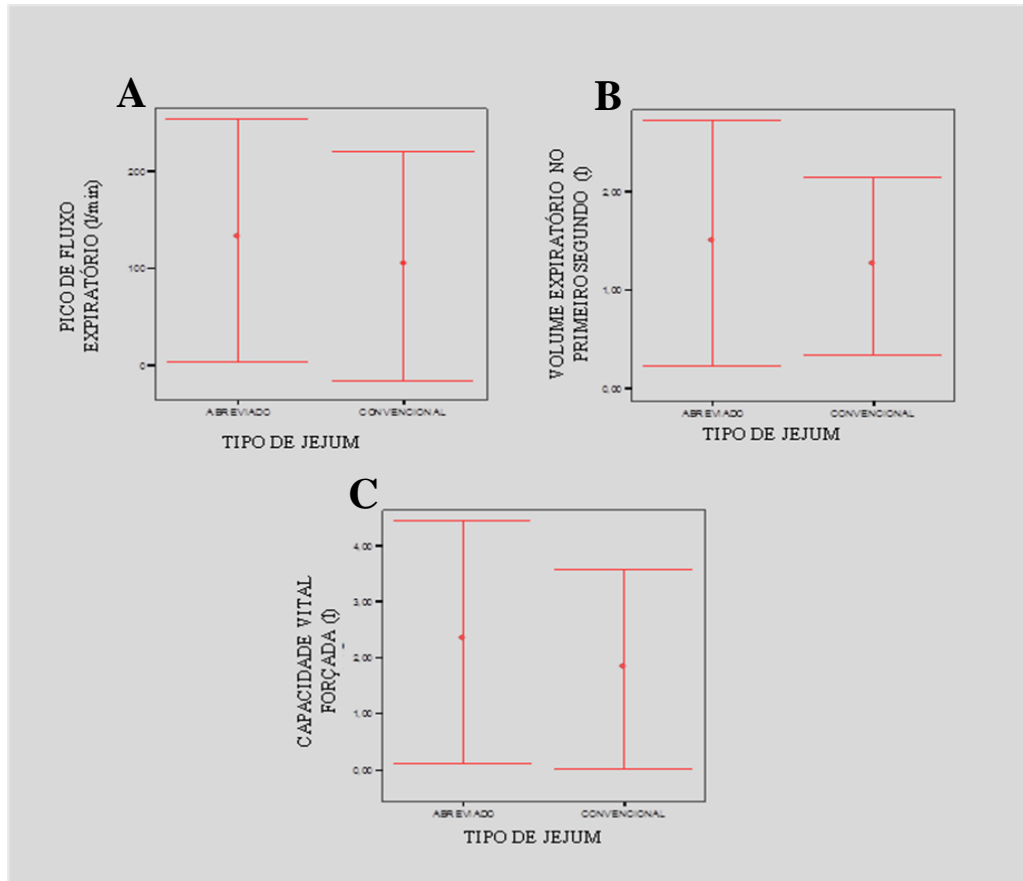 A
PICO DE FLUXO
EXPIRATÓRIO (l/min)
200
100
0
ABREVIADO
CONVENCIONAL
TIPO DE JEJUM
B
VOLUME EXPIRATÓRIO NO
PRIMEIRO SEGUNDO (l)
2,00
1,00
0,00
ABREVIADO
CONVENCIONAL
TIPO DE JEJUM
C
CAPACIDADE VITAL
FORÇADA (l)
4,00
3,00
2,00
1,00
0,00
ABREVIADO
CONVENCIONAL
TIPO DE JEJUM